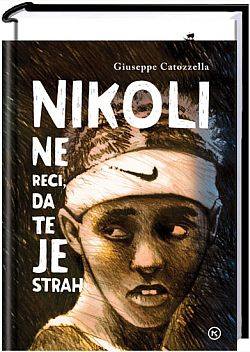 Giuseppe Catozzella
NIKOLI
NE
RECI,
DA
TE
JE
STRAH
K